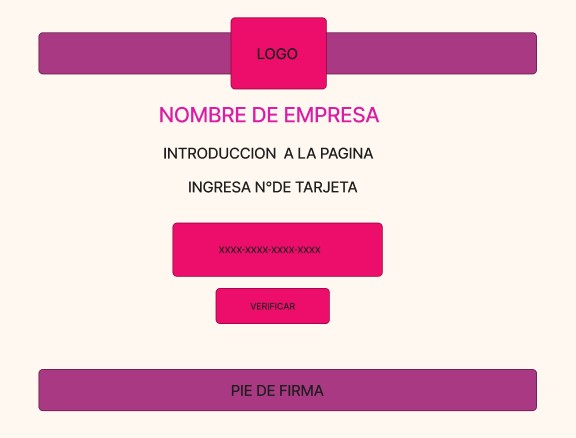 LOGO
NOMBRE DE EMPRESA
INTRODUCCION A LA PAGINA
INGRESA N°DE TARJETA
XXXX-XXXX-XXXX-XXXX
VERIFICAR
PIE DE FIRMA